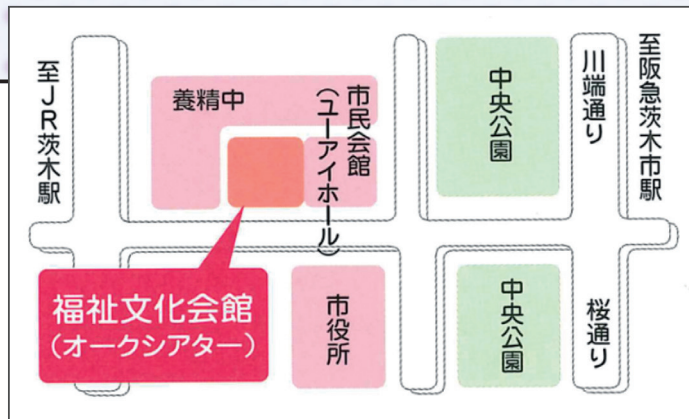 至JR茨木駅
養精中
市民会館
(ユーアイホール)
中央公園
川端通り
至阪急茨木市駅
福祉文化会館
(オークシアター)
市役所
中央公園
桜通り